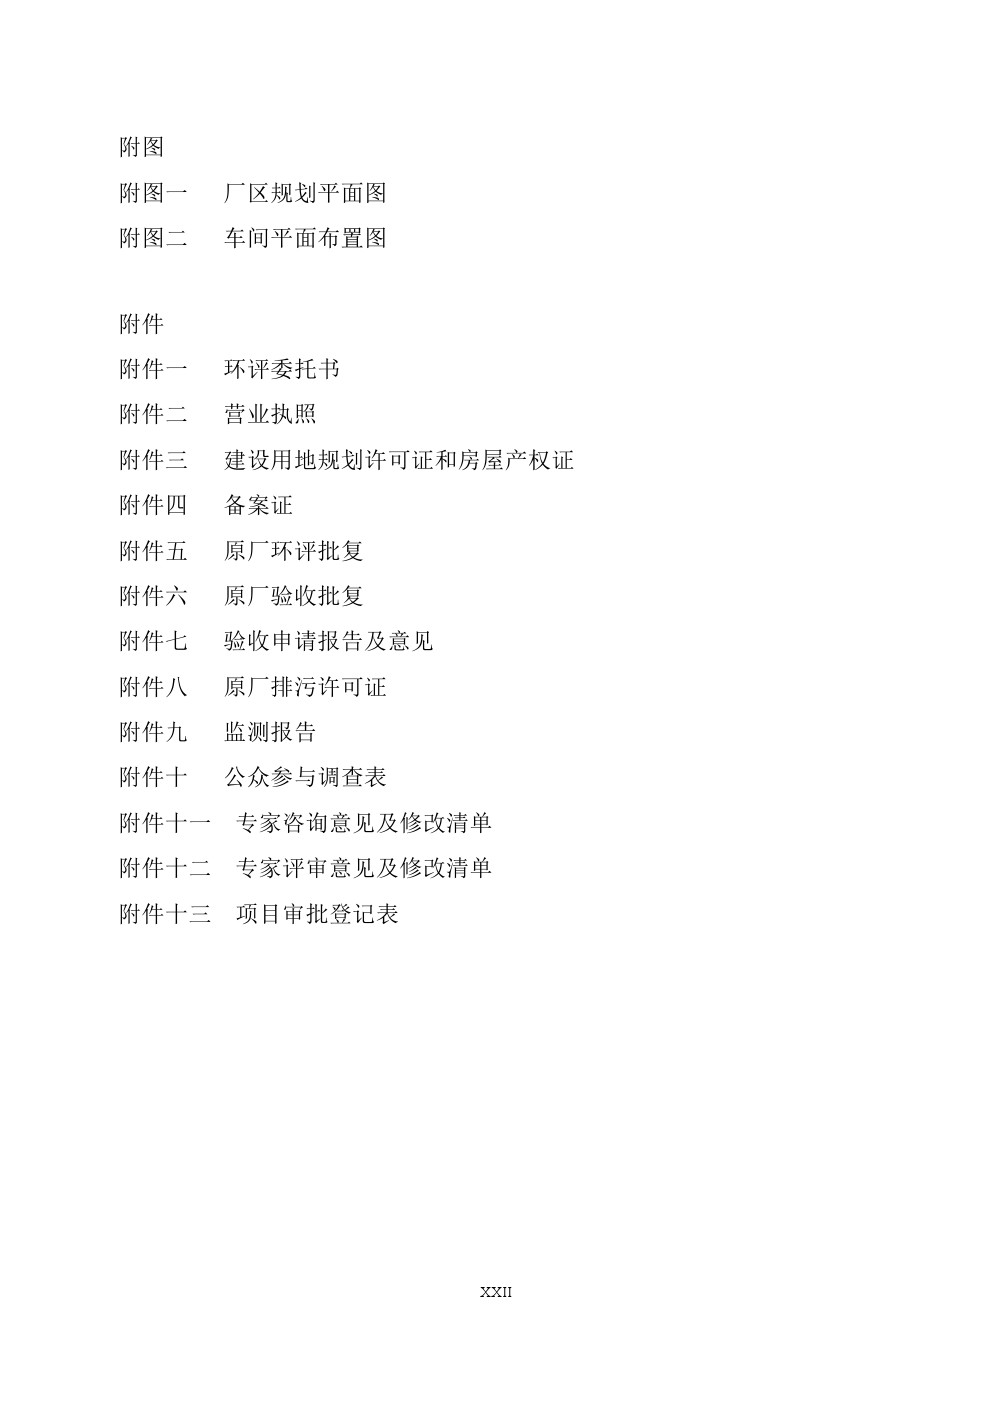 附图
附图一 厂区规划平面图
附图二 车间平面布置图
附件
附件一 环评委托书
附件二 营业执照
附件三 建设用地规划许可证和房屋产权证
附件四 备案证
附件五 原厂环评批复
附件六 原厂验收批复
附件七 验收申请报告及意见
附件八 原厂排污许可证
附件九 监测报告
附件十 公众参与调查表
附件十一 专家咨询意见及修改清单
附件十二 专家评审意见及修改清单
附件十三 项目审批登记表
XXII